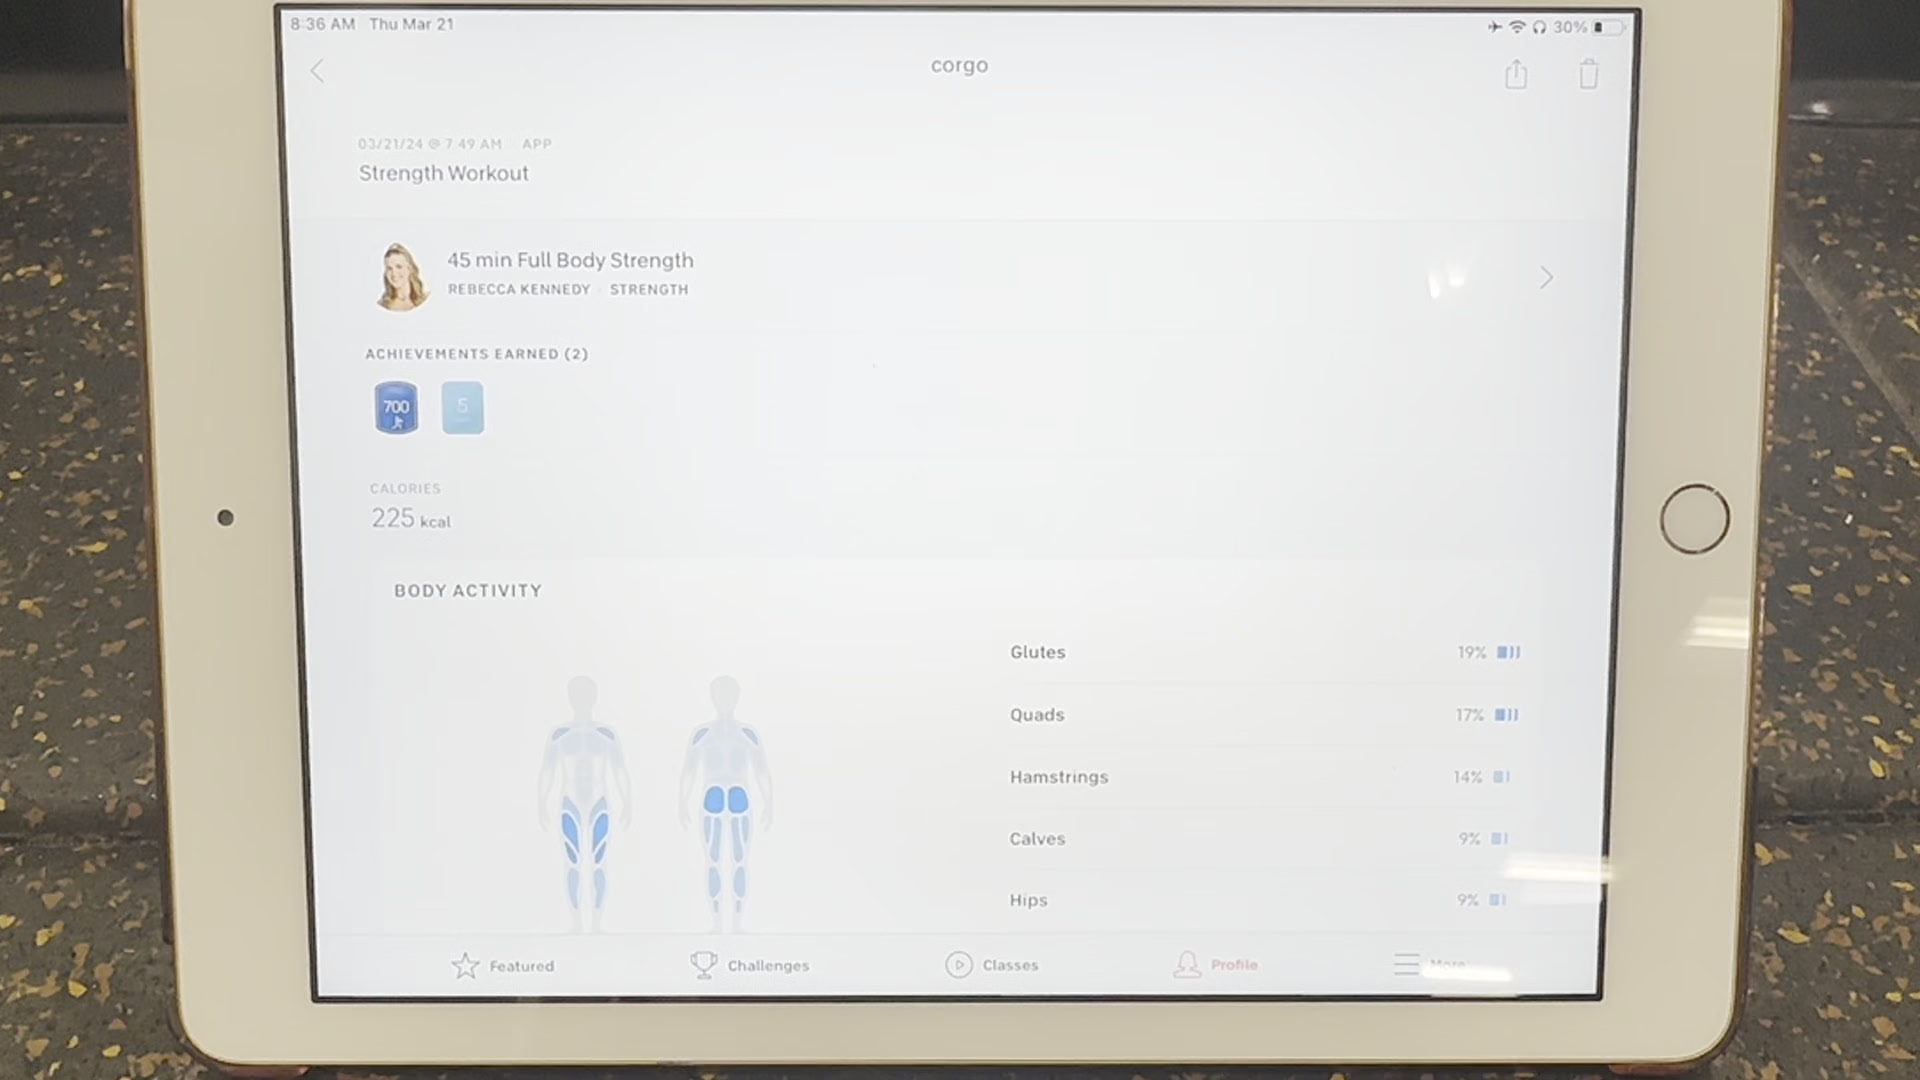 8:36 AM Thu Mar 21
30%
corgo
03/21/24 @ 7:49 AM APP
Strength Workout
45 min Full Body Strength
REBECCA KENNEDY · STRENGTH
ACHIEVEMENTS EARNED (2)
700
5
CALORIES
225 kcal
BODY ACTIVITY
Glutes 19%
Quads 17%
Hamstrings 14%
Calves 9%
Hips 9%
Featured Challenges Classes Profile More